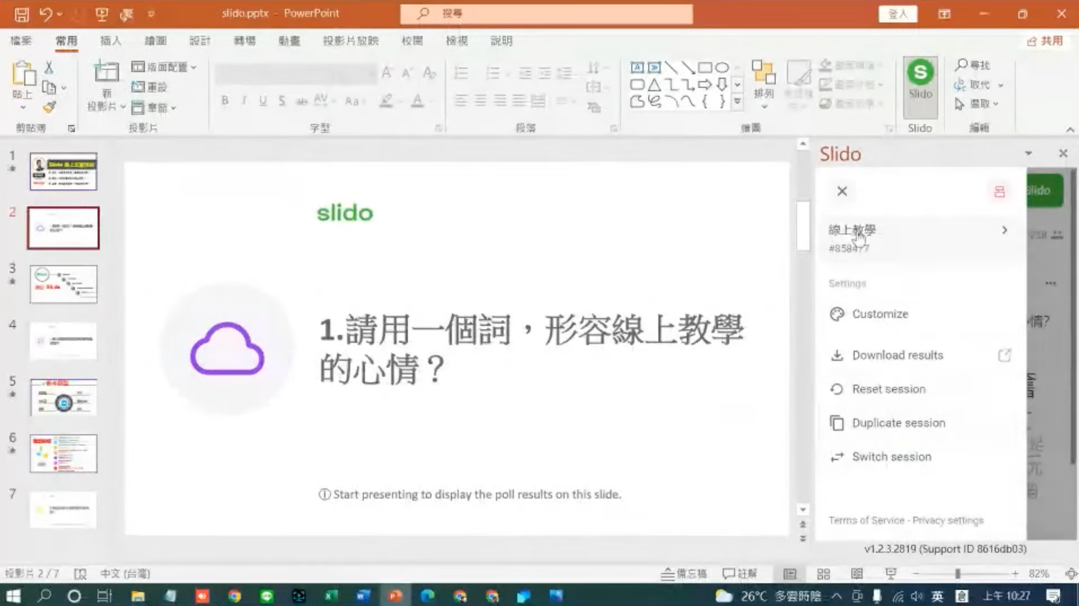 slido.pptx - PowerPoint
搜尋
登入
檔案 常用 插入 繪圖 設計 轉場 動畫 投影片放映 校閱 檢視 說明
共用
貼上
剪貼簿
新
投影片
版面配置
重設
章節
投影片
B I U S ab AV Aa A
字型
段落
排列
繪圖
Slido
Slido
尋找
取代
選取
編輯
1
2
3
4
5
6
7
slido
1.請用一個詞，形容線上教學
的心情？
Start presenting to display the poll results on this slide.
Slido
線上教學
Settings
Customize
Download results
Reset session
Duplicate session
Switch session
Terms of Service - Privacy settings
v1.2.3.2819 (Support ID 8616db03)
投影片 2 / 7
中文 (台灣)
備忘稿
註解
82%
26°C 多雲時陰
英
上午 10:27